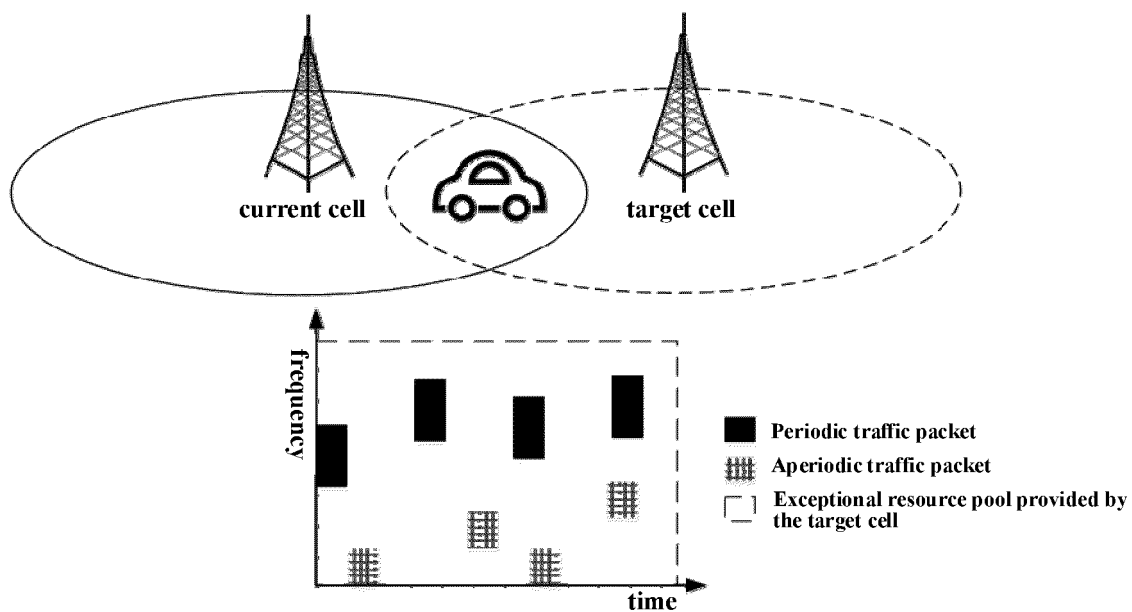 current cell
target cell
frequency
time
Periodic traffic packet
Aperiodic traffic packet
Exceptional resource pool provided by
the target cell